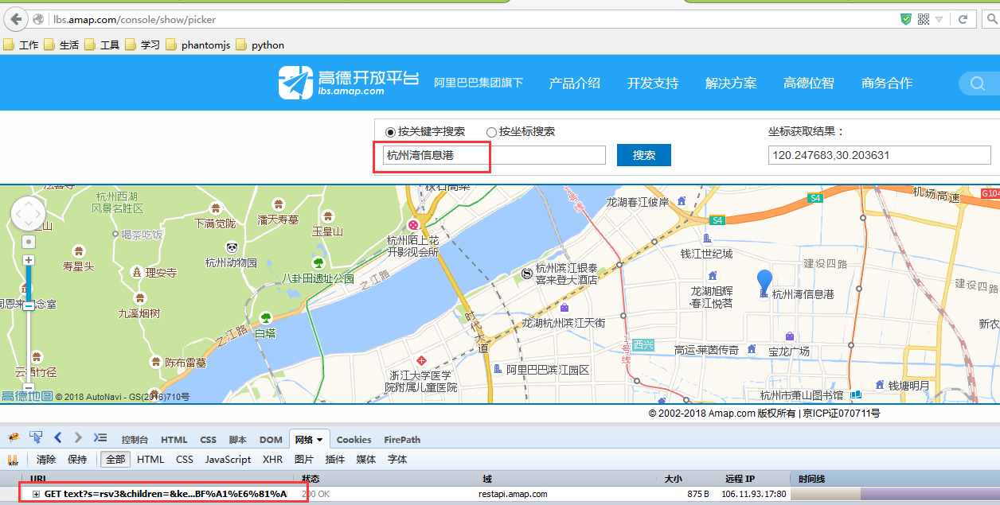 lbs.amap.com/console/show/picker
工作 生活 工具 学习 phantomjs python
高德开放平台
lbs.amap.com
阿里巴巴集团旗下 产品介绍 开发支持 解决方案 高德位智 商务合作
按关键字搜索 按坐标搜索 坐标获取结果：
杭州湾信息港 搜索 120.247683,30.203631
杭州西湖
风景名胜区
下满觉陇
潘天寿墓
玉皇山
喝茶吃饭
杭州动物园
寿星头
理安寺
八卦田遗址公园
之江路
九溪烟树
白塔
之江路
陈布雷墓
云栖竹径
杭州陌上花
开影视会所
时代大道
杭州滨江银泰
喜来登大酒店
龙湖杭州滨江天街
浙江大学医学
院附属儿童医院
阿里巴巴滨江园区
1号线
西兴
龙湖春江彼岸
S4
S4
机场高速
G104
钱江世纪城
建设四路
建设四路
龙湖旭辉
·春江悦茗
杭州湾信息港
新农
高运·莱茵传奇
宝龙广场
杭州市萧山图书馆
钱塘明月
高德地图 © 2018 AutoNavi - GS(2016)710号
© 2002-2018 Amap.com 版权所有 | 京ICP证070711号
控制台 HTML CSS 脚本 DOM 网络 Cookies FirePath
xhr 清除 保持 全部 HTML CSS JavaScript XHR 图片 插件 媒体 字体
URL 状态 域 大小 远程 IP 时间线
GET text?s=rsv3&children=&ke...BF%A1%E6%81%A 200 OK restapi.amap.com 875 B 106.11.93.17:80